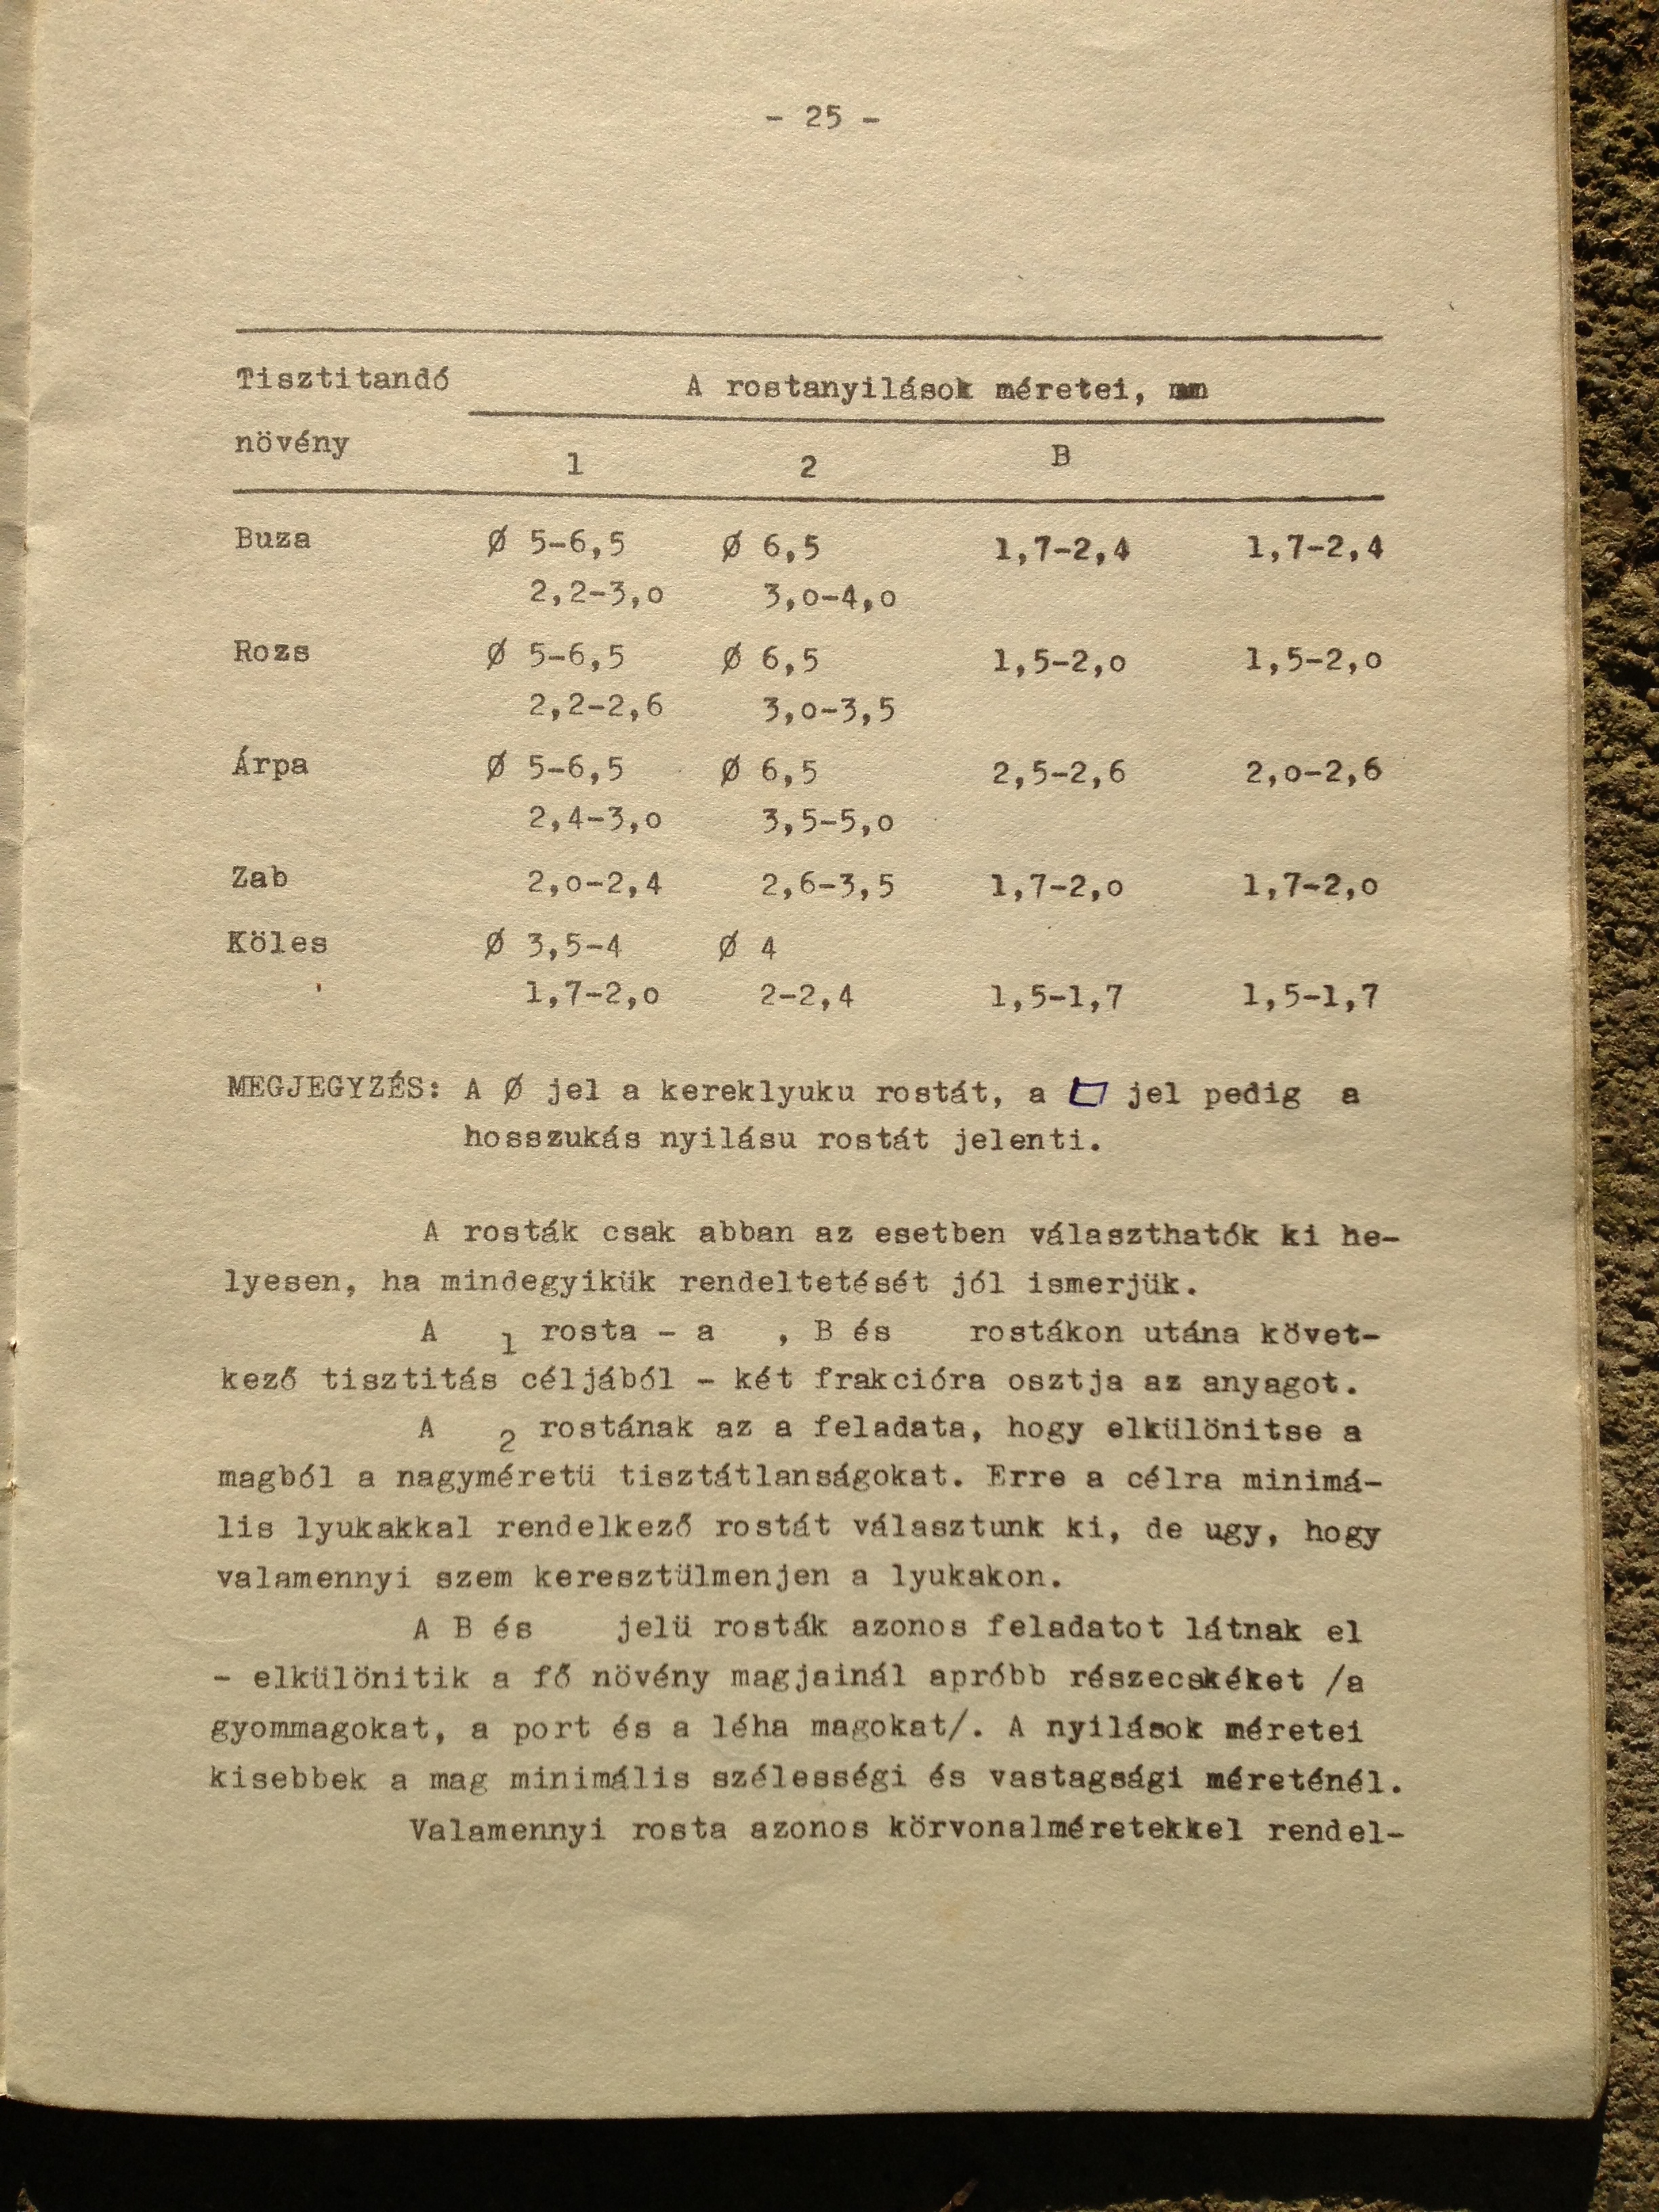 - 25 -
Tisztitandó A rostanyilások méretei, mm
növény 1 2 B
Buza Ø 5-6,5 Ø 6,5 1,7-2,4 1,7-2,4
2,2-3,o 3,o-4,o
Rozs Ø 5-6,5 Ø 6,5 1,5-2,o 1,5-2,o
2,2-2,6 3,o-3,5
Árpa Ø 5-6,5 Ø 6,5 2,5-2,6 2,o-2,6
2,4-3,o 3,5-5,o
Zab 2,o-2,4 2,6-3,5 1,7-2,o 1,7-2,o
Köles Ø 3,5-4 Ø 4
1,7-2,o 2-2,4 1,5-1,7 1,5-1,7
MEGJEGYZÉS: A Ø jel a kereklyuku rostát, a ▭ jel pedig a
hosszukás nyilásu rostát jelenti.
A rosták csak abban az esetben választhatók ki he-
lyesen, ha mindegyikük rendeltetését jól ismerjük.
A 1 rosta - a , B és rostákon utána követ-
kező tisztitás céljából - két frakcióra osztja az anyagot.
A 2 rostának az a feladata, hogy elkülönitse a
magból a nagyméretü tisztátlanságokat. Erre a célra minimá-
lis lyukakkal rendelkező rostát választunk ki, de ugy, hogy
valamennyi szem keresztülmenjen a lyukakon.
A B és jelü rosták azonos feladatot látnak el
- elkülönitik a fő növény magjainál apróbb részecskéket /a
gyommagokat, a port és a léha magokat/. A nyilások méretei
kisebbek a mag minimális szélességi és vastagsági méreténél.
Valamennyi rosta azonos körvonalméretekkel rendel-